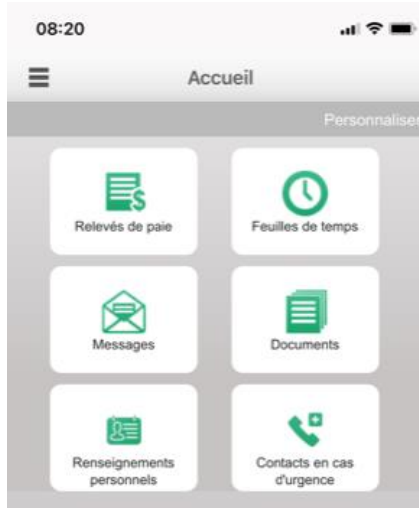 08:20
Accueil
Personnaliser
Relevés de paie
Feuilles de temps
Messages
Documents
Renseignements
personnels
Contacts en cas
d'urgence